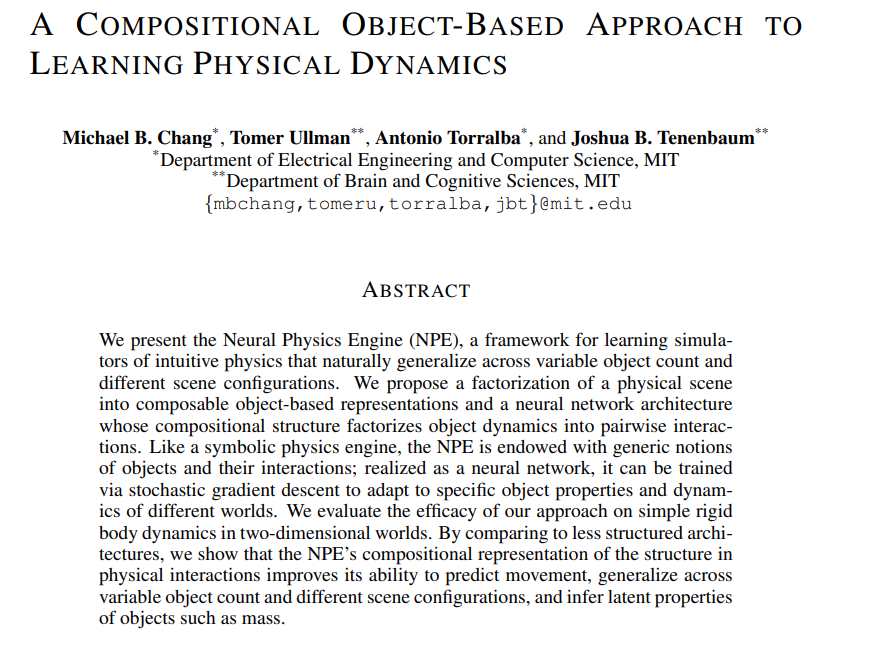 A COMPOSITIONAL OBJECT-BASED APPROACH TO
LEARNING PHYSICAL DYNAMICS
Michael B. Chang*, Tomer Ullman**, Antonio Torralba*, and Joshua B. Tenenbaum**
*Department of Electrical Engineering and Computer Science, MIT
**Department of Brain and Cognitive Sciences, MIT
{mbchang,tomeru,torralba,jbt}@mit.edu
ABSTRACT
We present the Neural Physics Engine (NPE), a framework for learning simula-
tors of intuitive physics that naturally generalize across variable object count and
different scene configurations. We propose a factorization of a physical scene
into composable object-based representations and a neural network architecture
whose compositional structure factorizes object dynamics into pairwise interac-
tions. Like a symbolic physics engine, the NPE is endowed with generic notions
of objects and their interactions; realized as a neural network, it can be trained
via stochastic gradient descent to adapt to specific object properties and dynam-
ics of different worlds. We evaluate the efficacy of our approach on simple rigid
body dynamics in two-dimensional worlds. By comparing to less structured archi-
tectures, we show that the NPE's compositional representation of the structure in
physical interactions improves its ability to predict movement, generalize across
variable object count and different scene configurations, and infer latent properties
of objects such as mass.